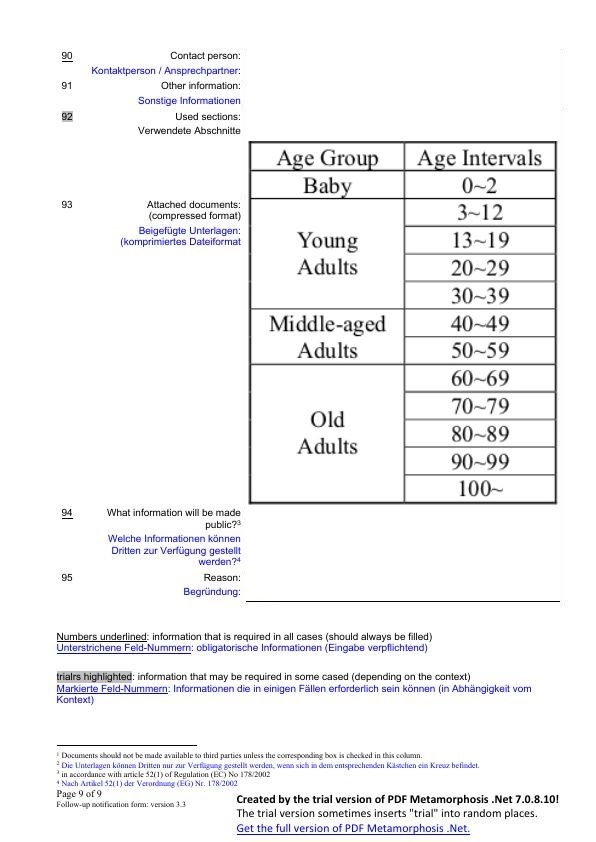 90 Contact person:
Kontaktperson / Ansprechpartner:
91 Other information:
Sonstige Informationen
92 Used sections:
Verwendete Abschnitte
Age Group Age Intervals
Baby 0~2
93 Attached documents:
(compressed format)
Beigefügte Unterlagen:
(komprimiertes Dateiformat
Young
Adults
3~12
13~19
20~29
30~39
Middle-aged
Adults
40~49
50~59
Old
Adults
60~69
70~79
80~89
90~99
100~
94 What information will be made
public?³
Welche Informationen können
Dritten zur Verfügung gestellt
werden?⁴
95 Reason:
Begründung:
Numbers underlined: information that is required in all cases (should always be filled)
Unterstrichene Feld-Nummern: obligatorische Informationen (Eingabe verpflichtend)
trialrs highlighted: information that may be required in some cased (depending on the context)
Markierte Feld-Nummern: Informationen die in einigen Fällen erforderlich sein können (in Abhängigkeit vom
Kontext)
¹ Documents should not be made available to third parties unless the corresponding box is checked in this column.
² Die Unterlagen können Dritten nur zur Verfügung gestellt werden, wenn sich in dem entsprechenden Kästchen ein Kreuz befindet.
³ in accordance with article 52(1) of Regulation (EC) No 178/2002
⁴ Nach Artikel 52(1) der Verordnung (EG) Nr. 178/2002
Page 9 of 9
Follow-up notification form: version 3.3
Created by the trial version of PDF Metamorphosis .Net 7.0.8.10!
The trial version sometimes inserts "trial" into random places.
Get the full version of PDF Metamorphosis .Net.